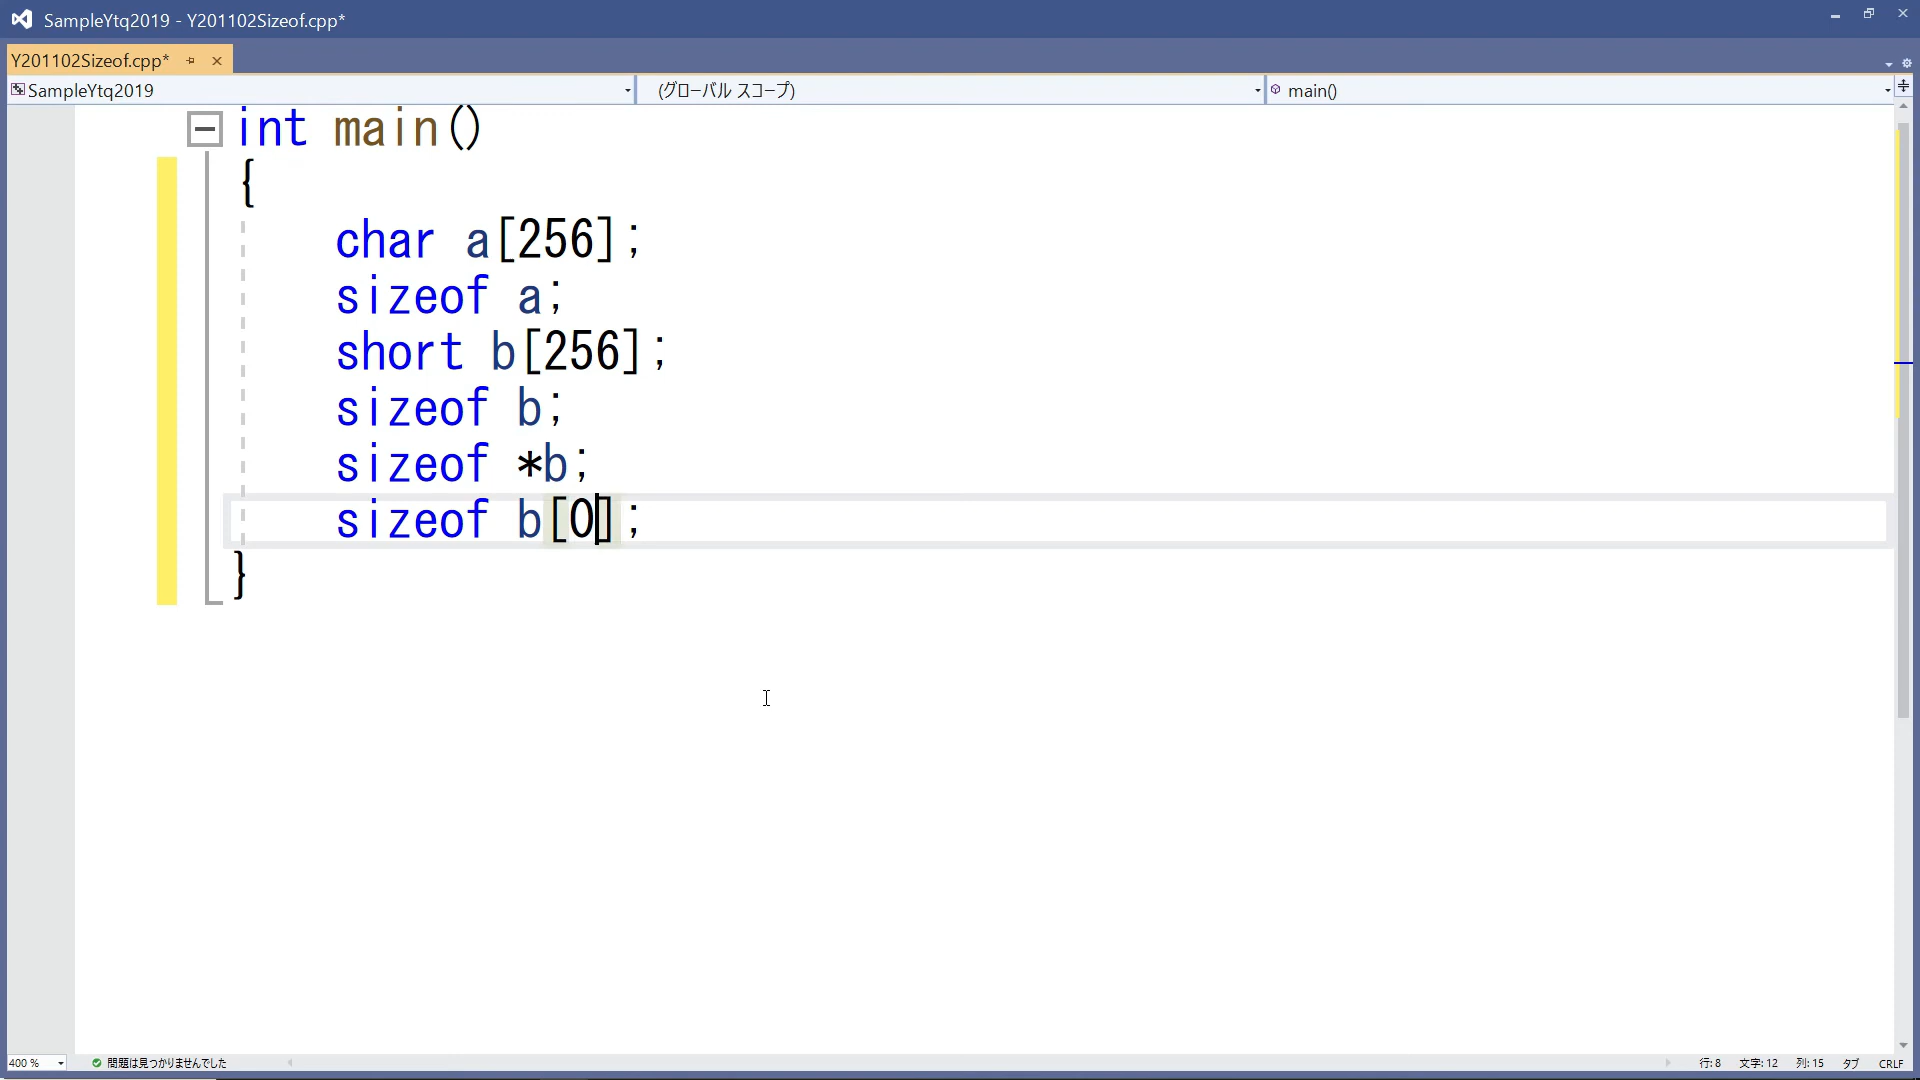 SampleYtq2019 - Y201102Sizeof.cpp*
Y201102Sizeof.cpp*
SampleYtq2019
(グローバル スコープ)
main()
int main()
{
char a[256];
sizeof a;
short b[256];
sizeof b;
sizeof *b;
sizeof b[0];
}
400 %
問題は見つかりませんでした
行: 8
文字: 12
列: 15
タブ
CRLF